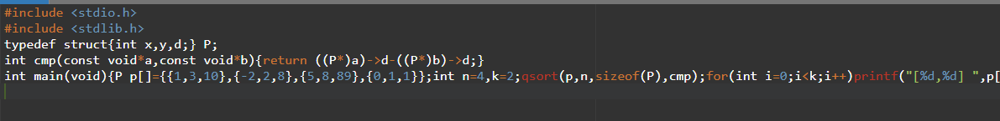 #include <stdio.h>
#include <stdlib.h>
typedef struct{int x,y,d;} P;
int cmp(const void*a,const void*b){return ((P*)a)->d-((P*)b)->d;}
int main(void){P p[]={{1,3,10},{-2,2,8},{5,8,89},{0,1,1}};int n=4,k=2;qsort(p,n,sizeof(P),cmp);for(int i=0;i<k;i++)printf("[%d,%d] ",p[